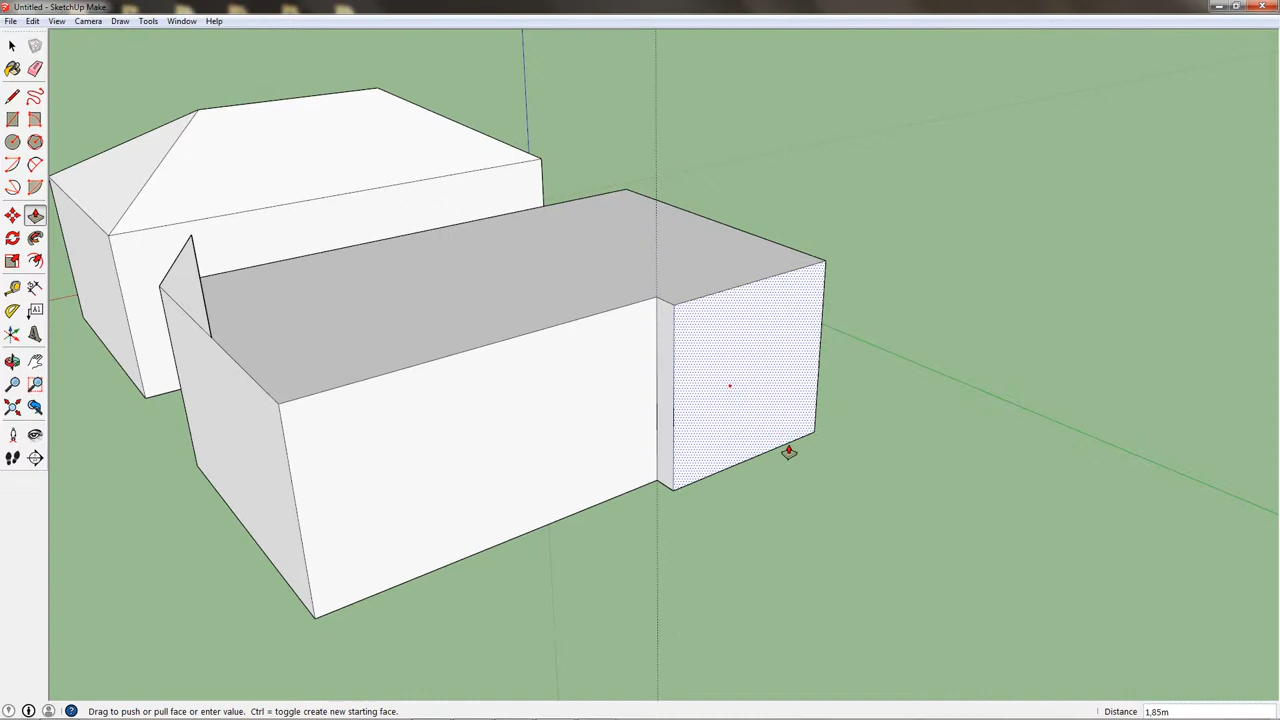 Untitled - SketchUp Make
File Edit View Camera Draw Tools Window Help
A1
Drag to push or pull face or enter value. Ctrl = toggle create new starting face.
Distance 1,85m